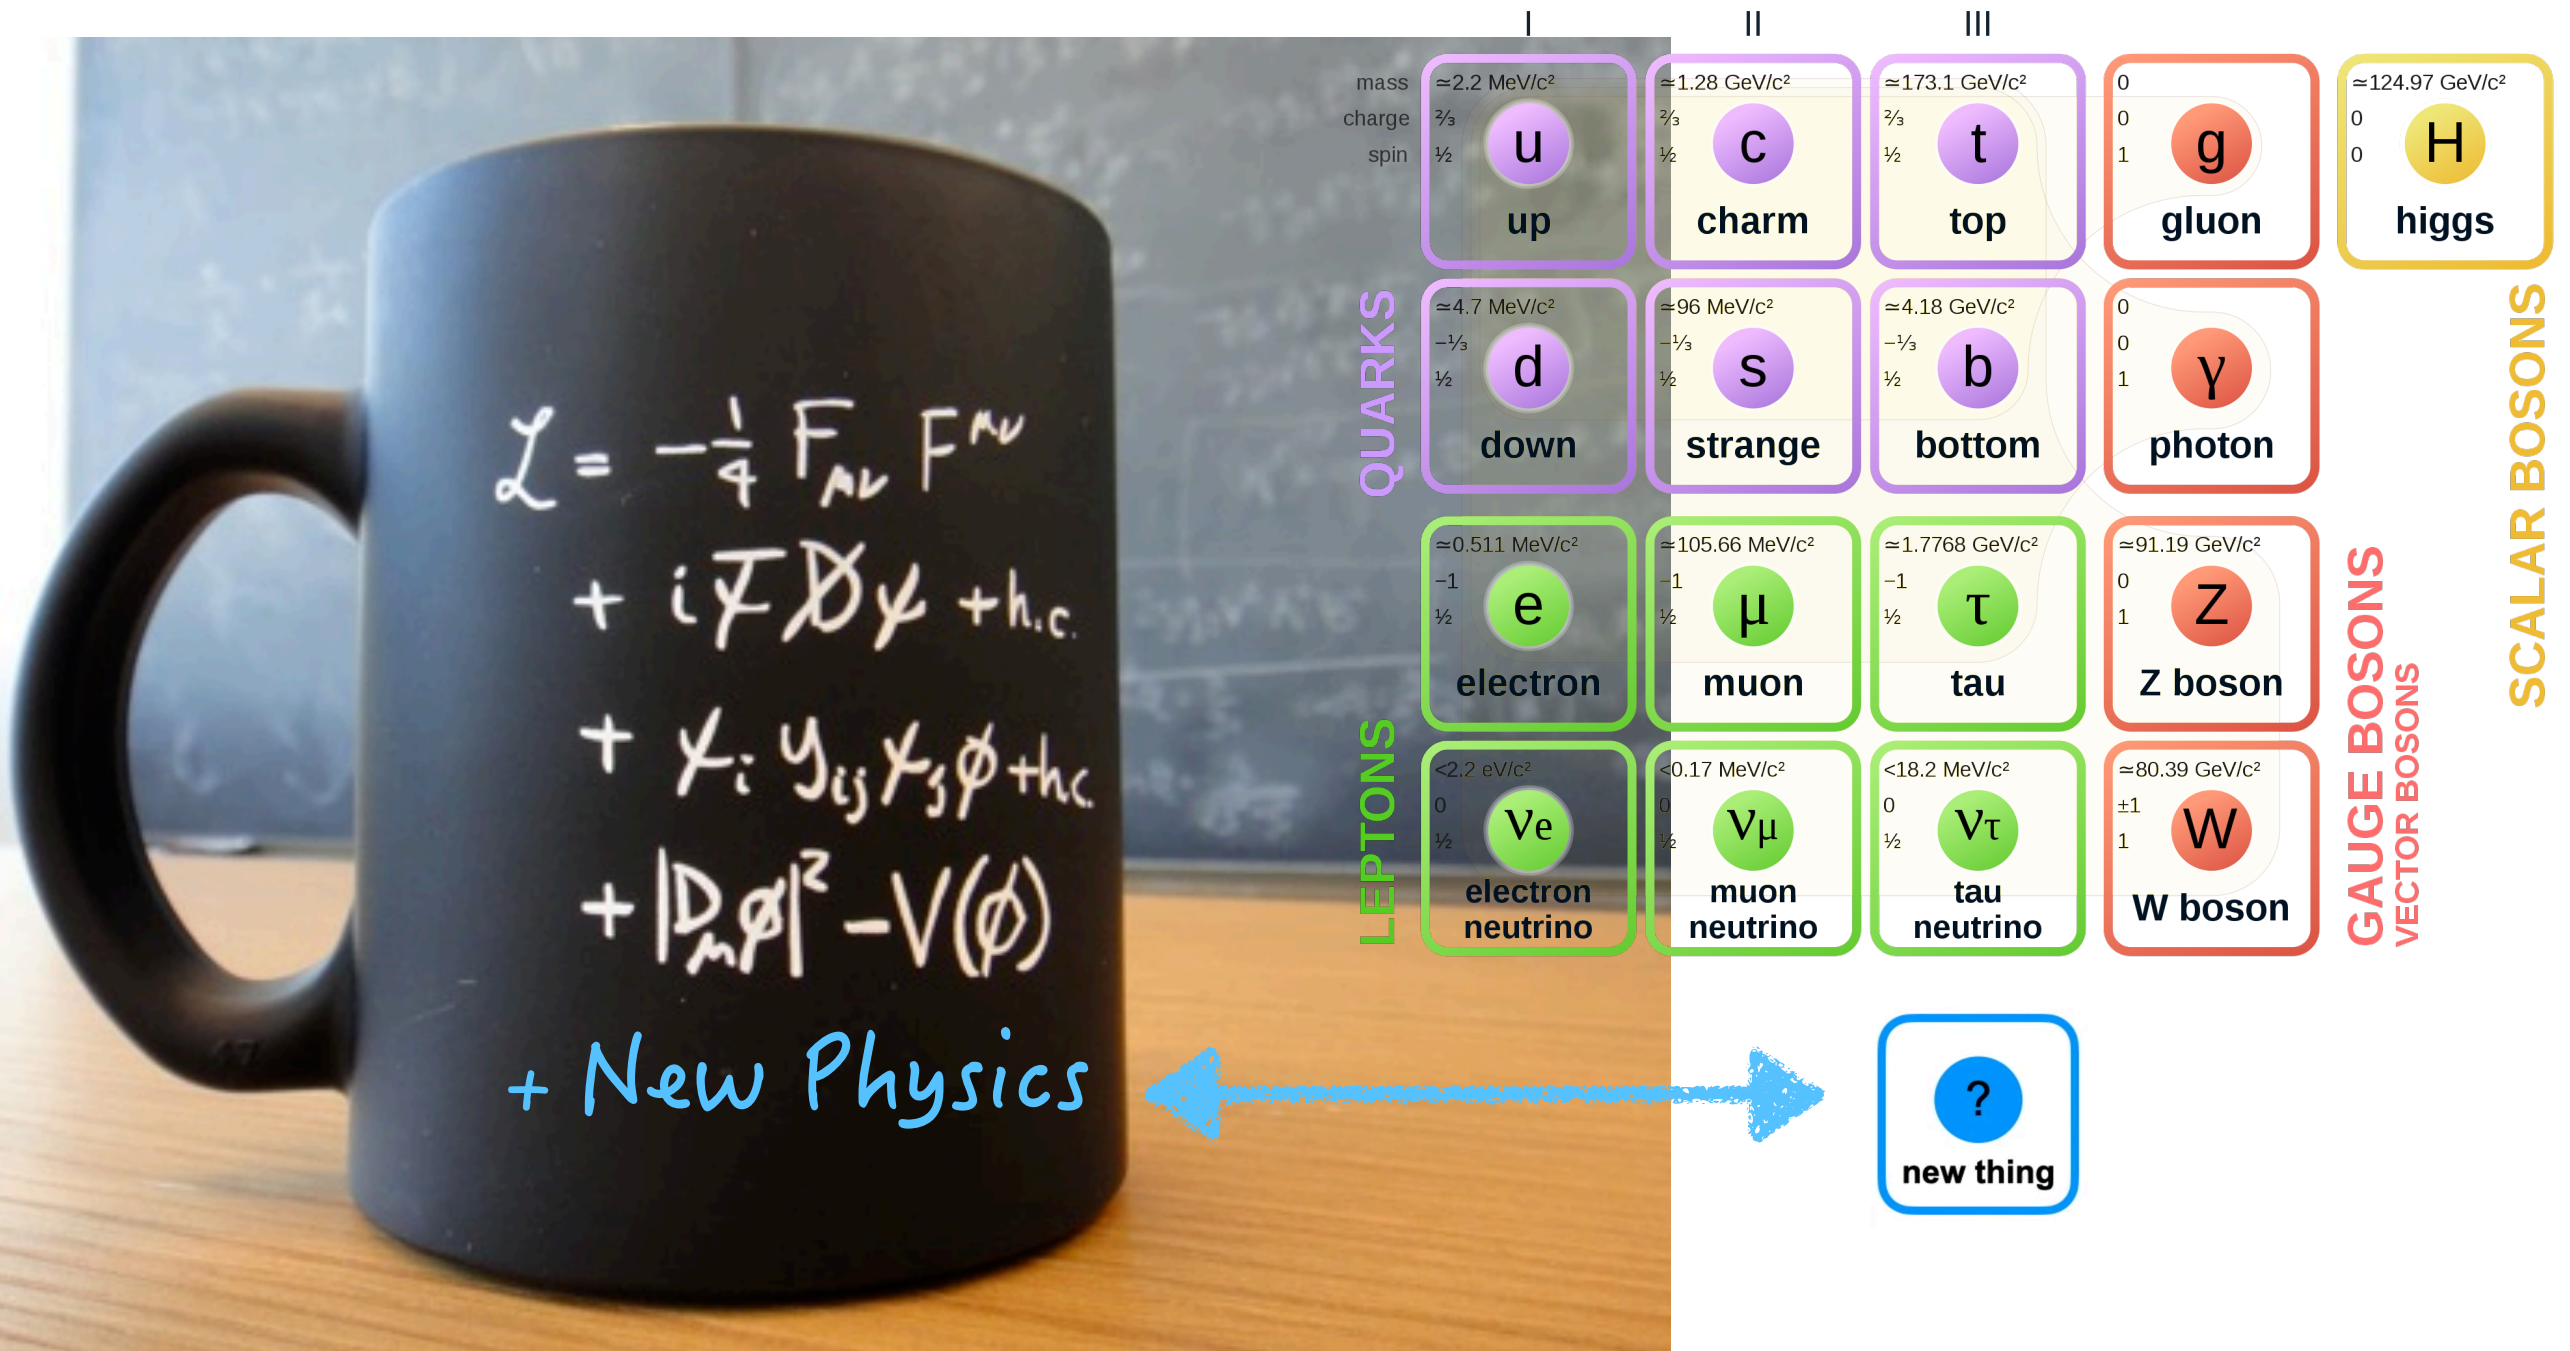 ℒ = -¼ F_μν F^μν
+ i Ψ̄ D̸ ψ + h.c.
+ ψ_i y_ij ψ_j φ + h.c.
+ |D_μ φ|² - V(φ)
+ New Physics
I II III
mass
charge
spin
≃2.2 MeV/c²
⅔
½
u
up
≃1.28 GeV/c²
⅔
½
c
charm
≃173.1 GeV/c²
⅔
½
t
top
0
0
1
g
gluon
≃124.97 GeV/c²
0
0
H
higgs
QUARKS
≃4.7 MeV/c²
−⅓
½
d
down
≃96 MeV/c²
−⅓
½
s
strange
≃4.18 GeV/c²
−⅓
½
b
bottom
0
0
1
γ
photon
≃0.511 MeV/c²
−1
½
e
electron
≃105.66 MeV/c²
−1
½
μ
muon
≃1.7768 GeV/c²
−1
½
τ
tau
≃91.19 GeV/c²
0
1
Z
Z boson
LEPTONS
<2.2 eV/c²
0
½
νe
electron
neutrino
<0.17 MeV/c²
0
½
νμ
muon
neutrino
<18.2 MeV/c²
0
½
ντ
tau
neutrino
≃80.39 GeV/c²
±1
1
W
W boson
GAUGE BOSONS
VECTOR BOSONS
SCALAR BOSONS
?
new thing